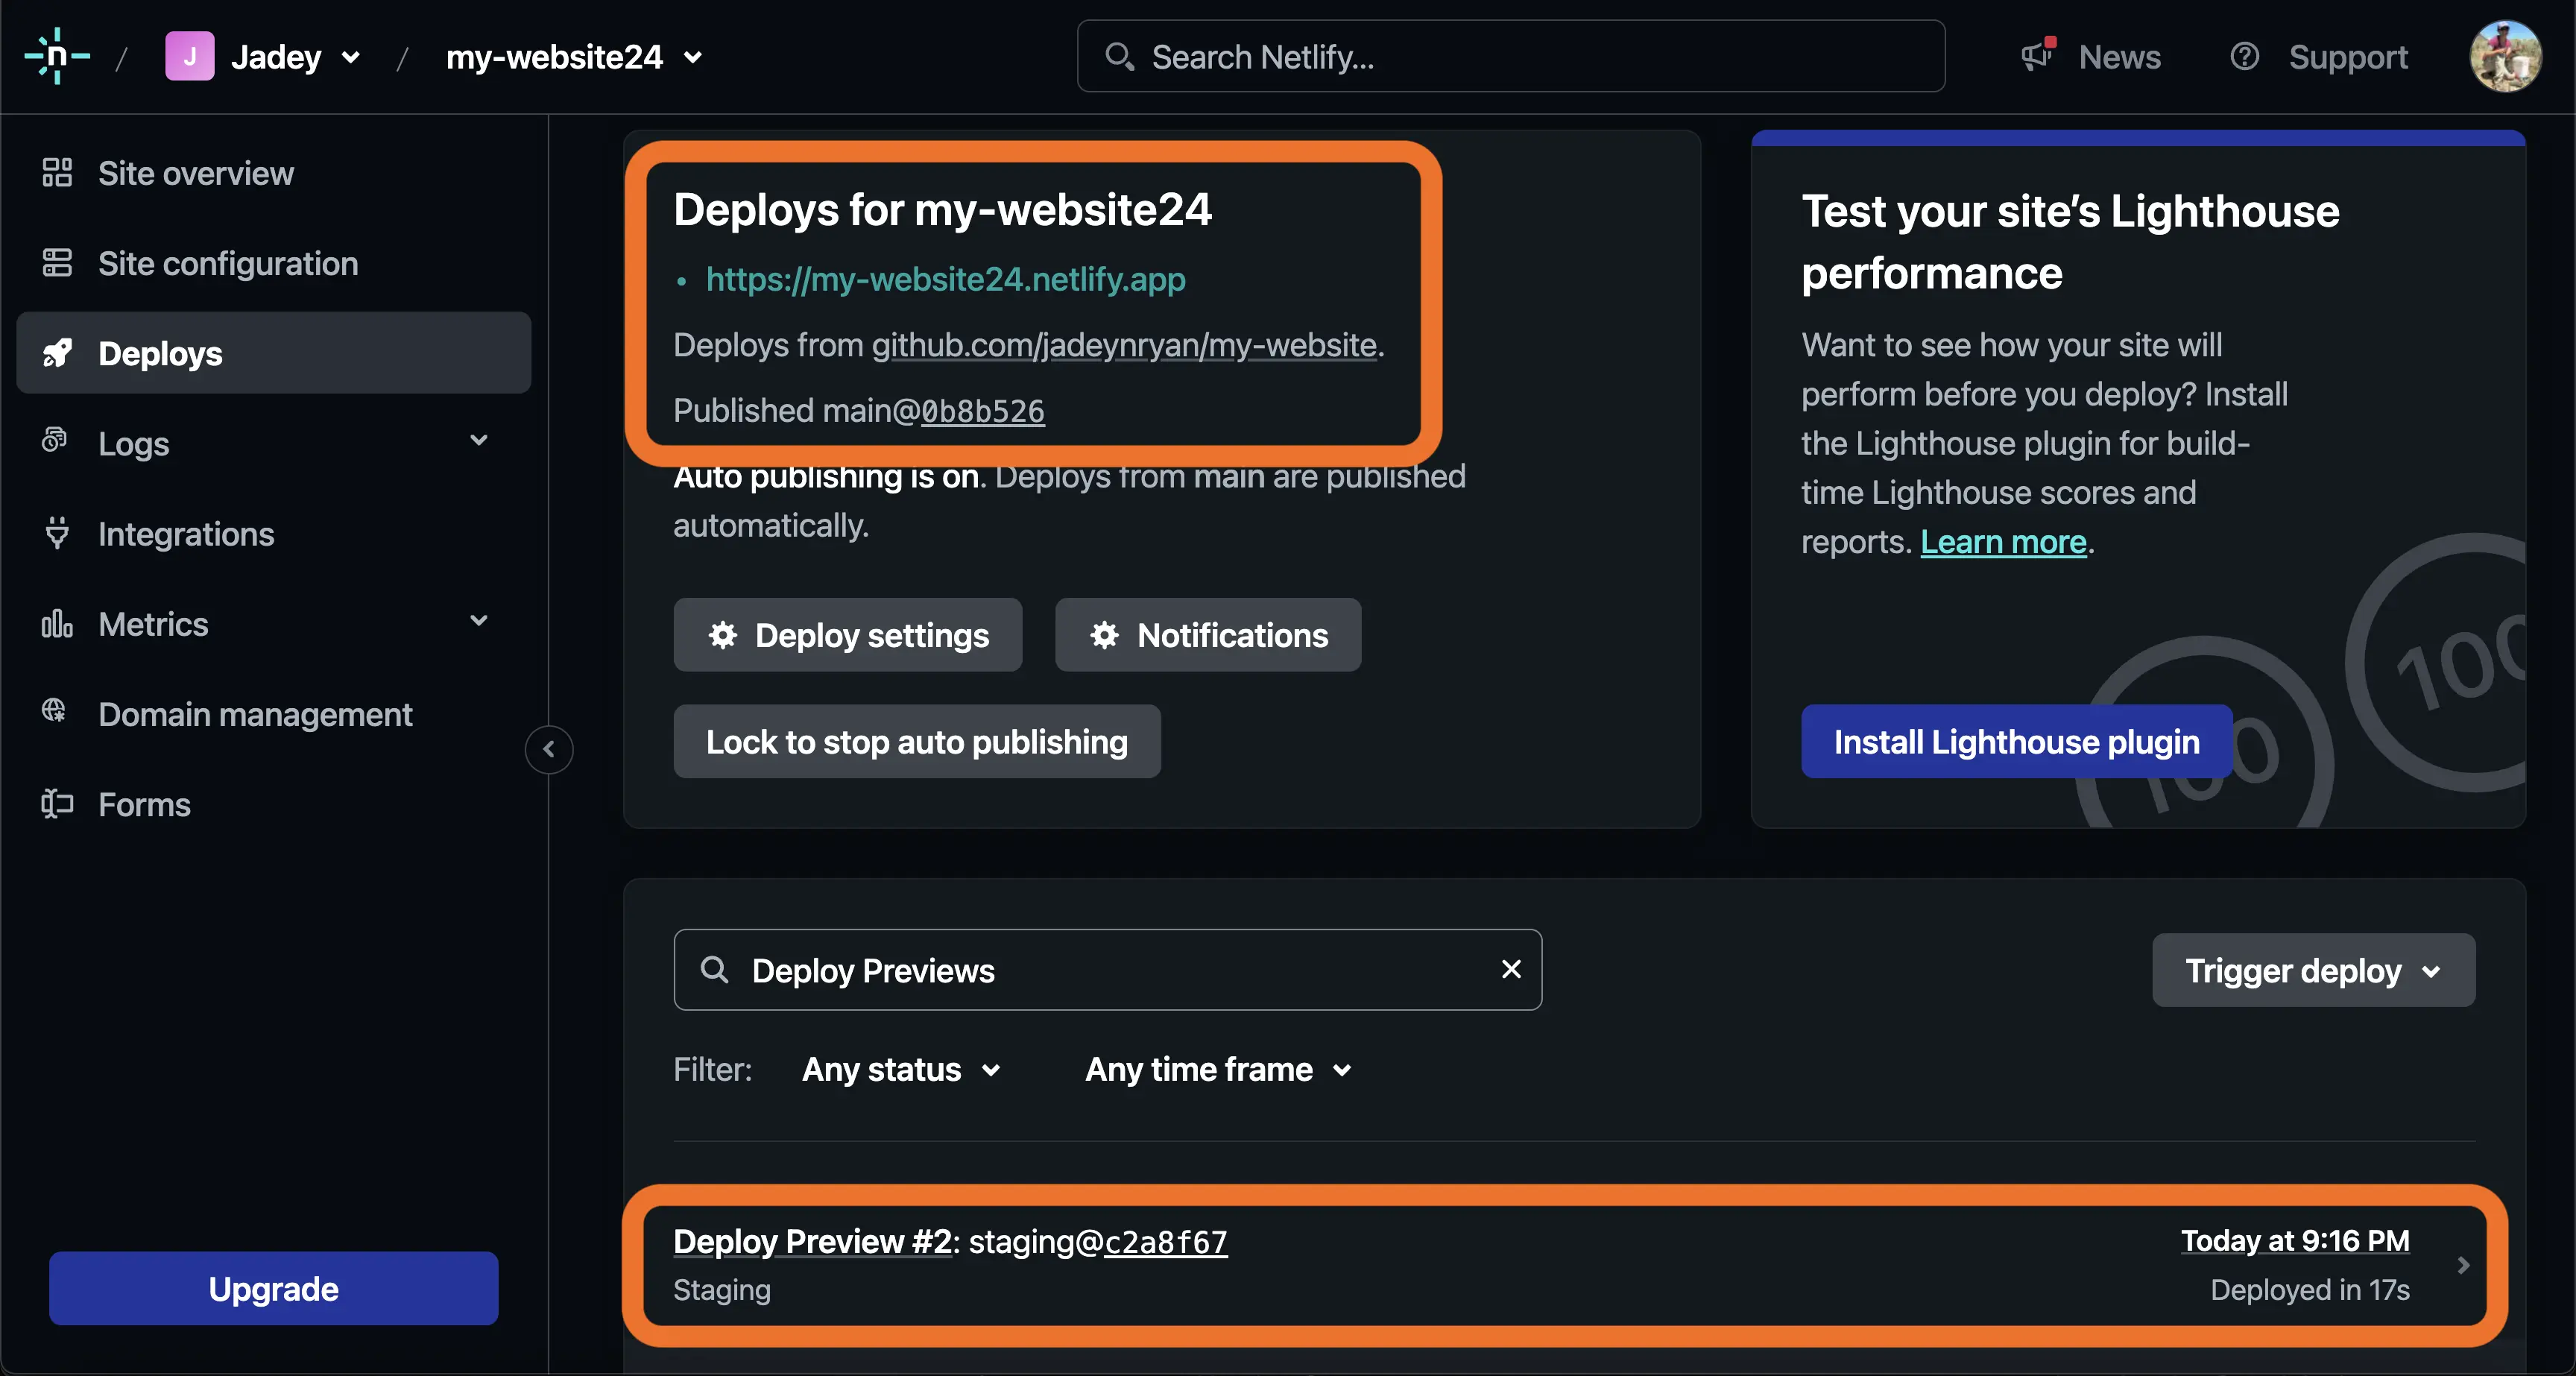 n / J Jadey / my-website24
Search Netlify...
News
Support
Site overview
Site configuration
Deploys
Logs
Integrations
Metrics
Domain management
Forms
Upgrade
Deploys for my-website24
• https://my-website24.netlify.app
Deploys from github.com/jadeynryan/my-website.
Published main@0b8b526
Auto publishing is on. Deploys from main are published
automatically.
Deploy settings
Notifications
Lock to stop auto publishing
Test your site’s Lighthouse
performance
Want to see how your site will
perform before you deploy? Install
the Lighthouse plugin for build-
time Lighthouse scores and
reports. Learn more.
100
100
Install Lighthouse plugin
Deploy Previews
Trigger deploy
Filter: Any status Any time frame
Deploy Preview #2: staging@c2a8f67
Today at 9:16 PM
Staging
Deployed in 17s